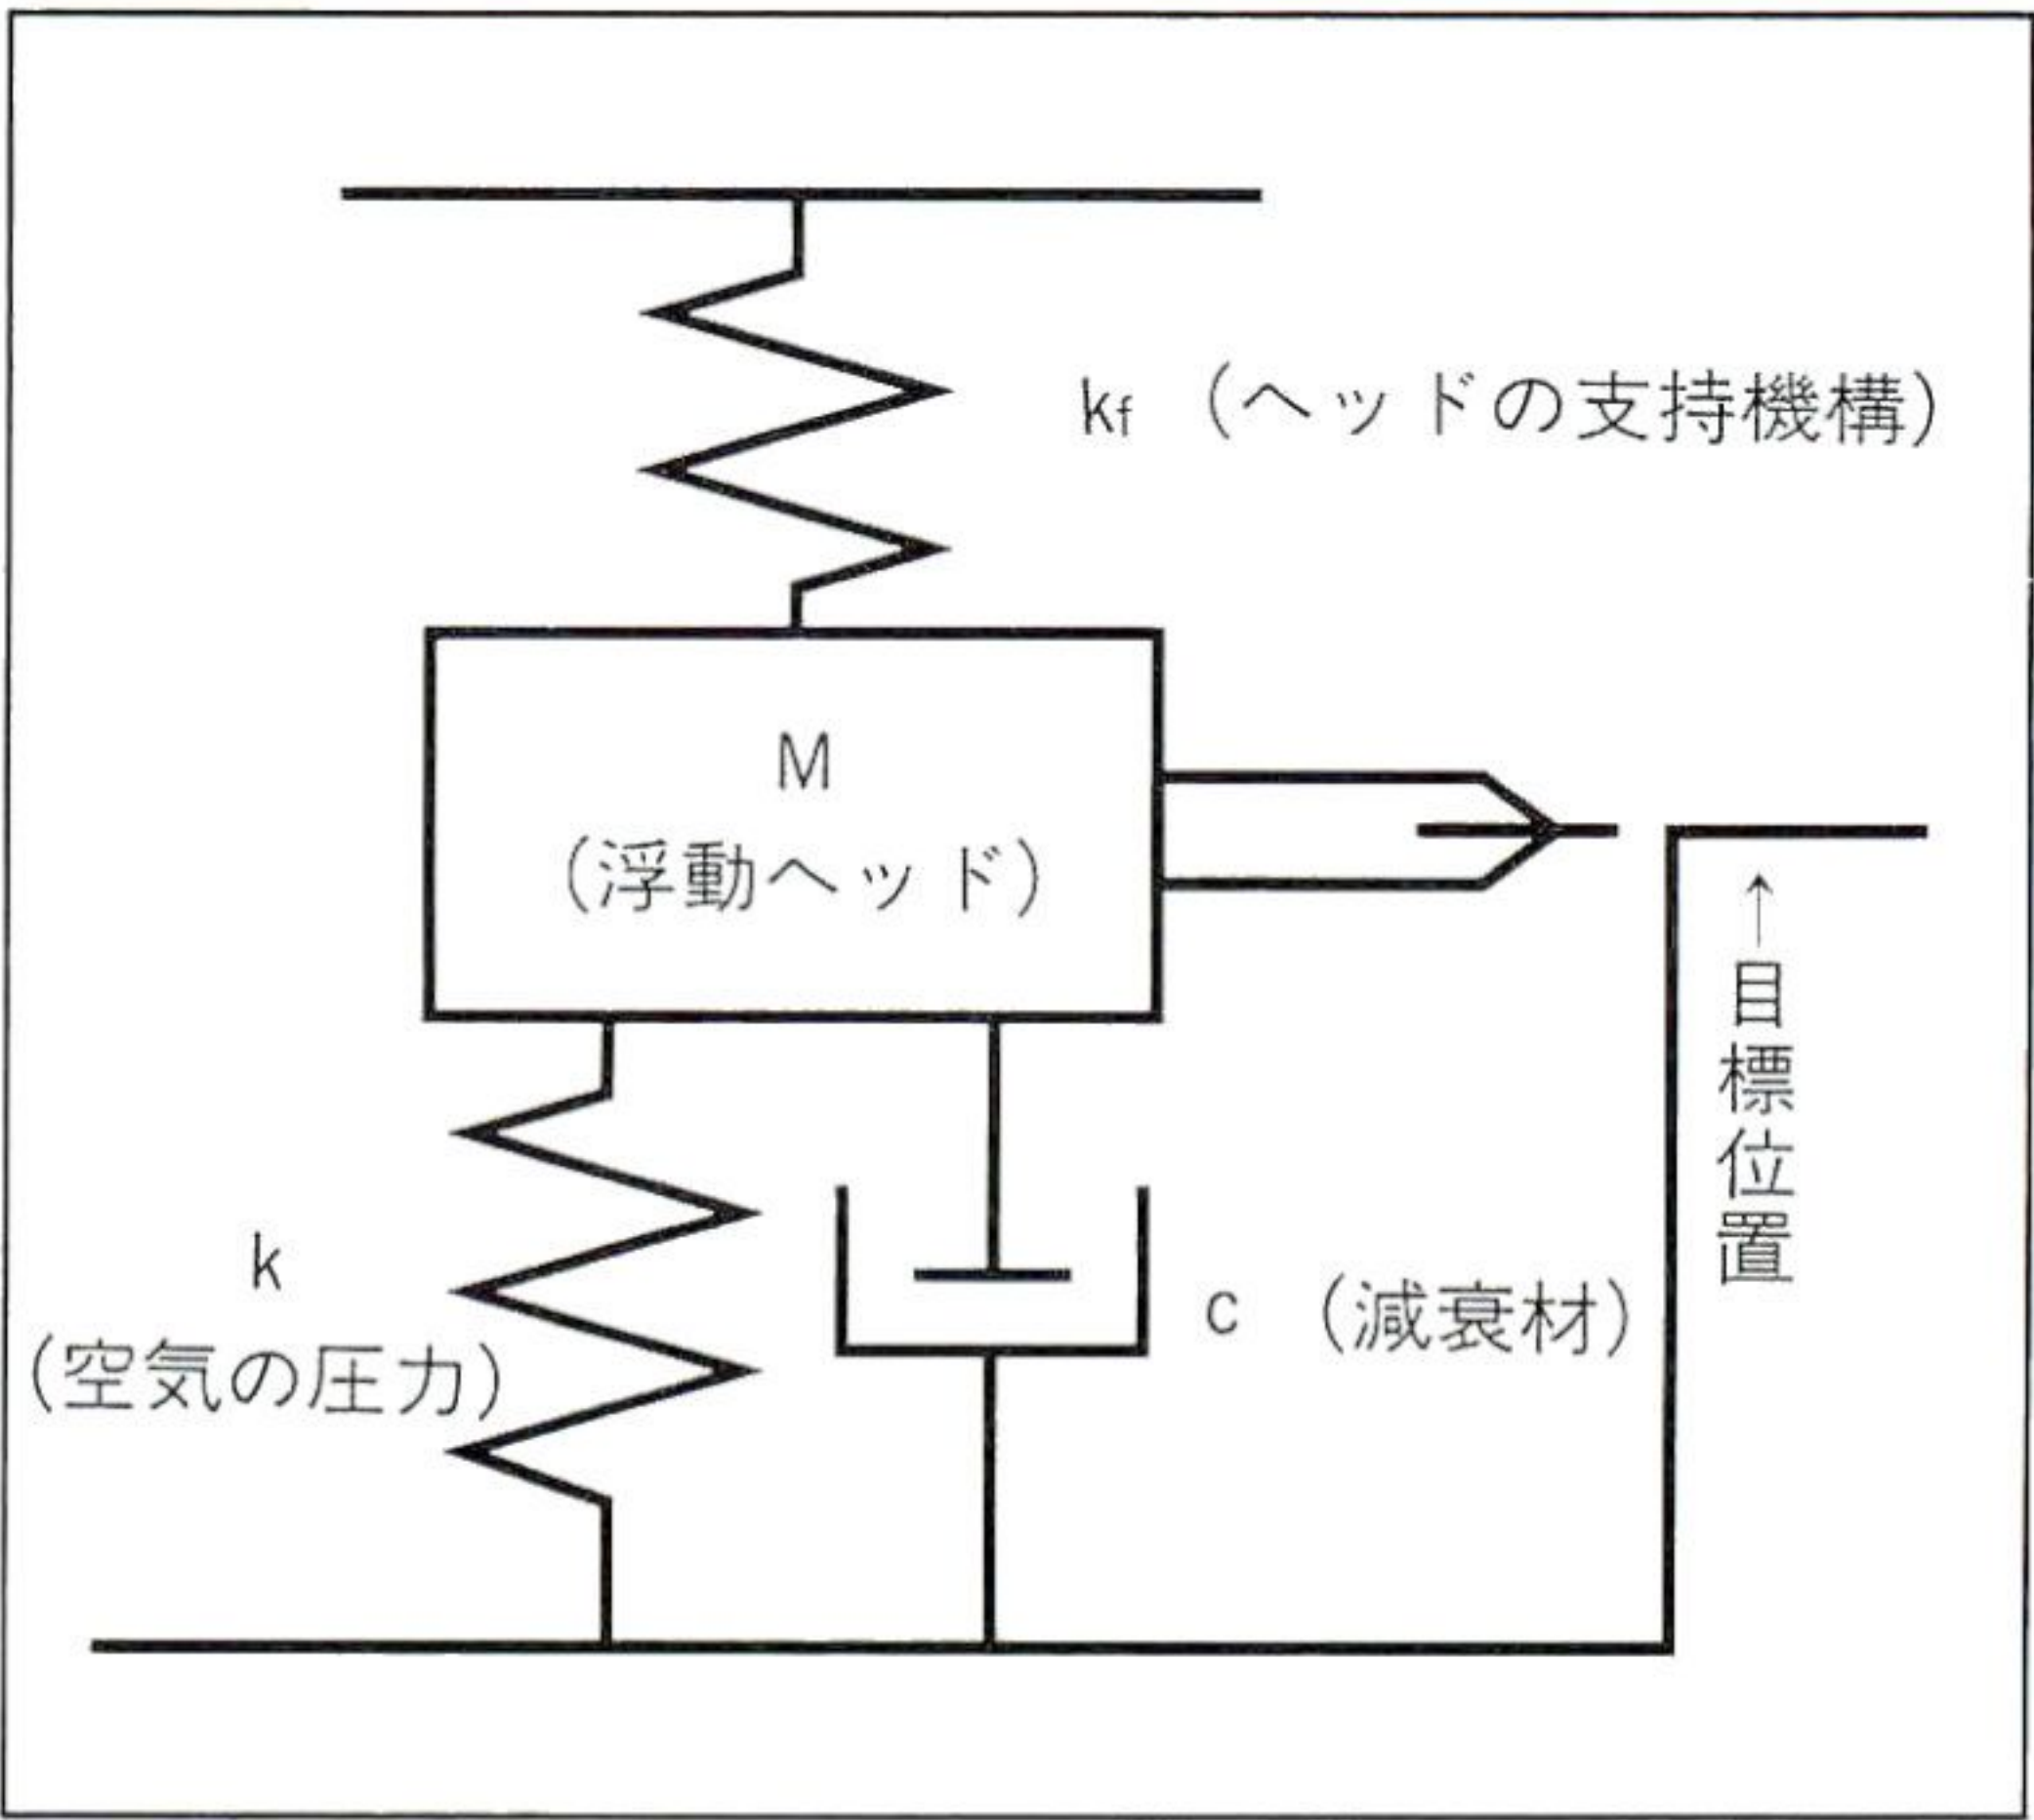 kf（ヘッドの支持機構）
M
（浮動ヘッド）
↑目標位置
k
（空気の圧力）
c（減衰材）